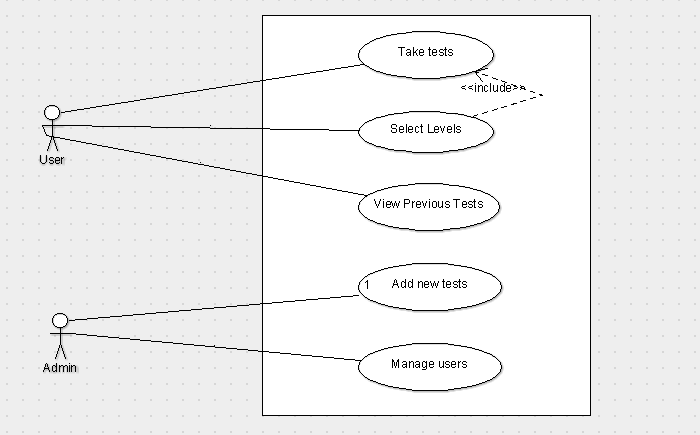 Take tests
<<include>>
Select Levels
User
View Previous Tests
1 Add new tests
Admin
Manage users